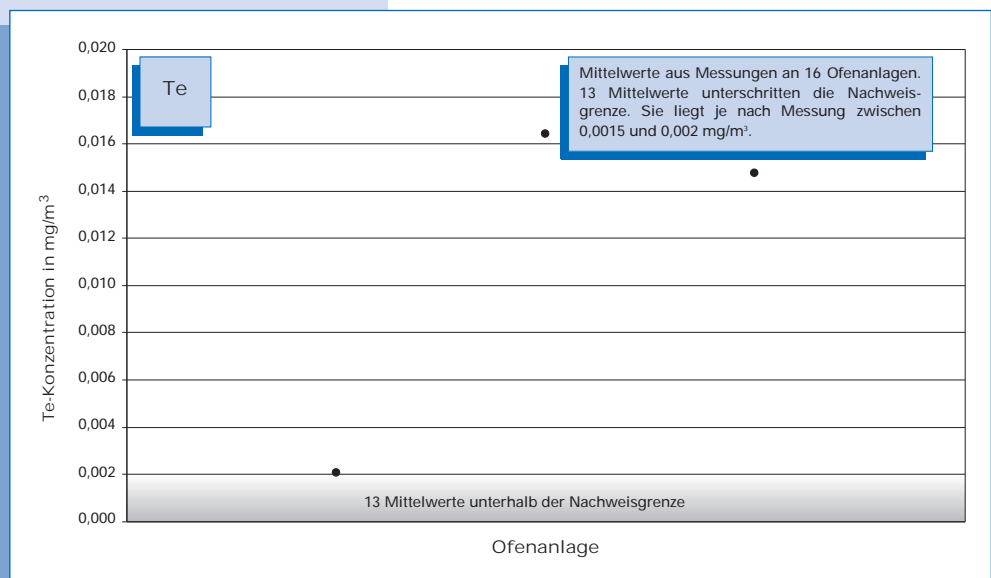 0,020
0,018
0,016
0,014
0,012
0,010
0,008
0,006
0,004
0,002
0,000
Te-Konzentration in mg/m³
Te
Mittelwerte aus Messungen an 16 Ofenanlagen.
13 Mittelwerte unterschritten die Nachweis-
grenze. Sie liegt je nach Messung zwischen
0,0015 und 0,002 mg/m³.
13 Mittelwerte unterhalb der Nachweisgrenze
Ofenanlage